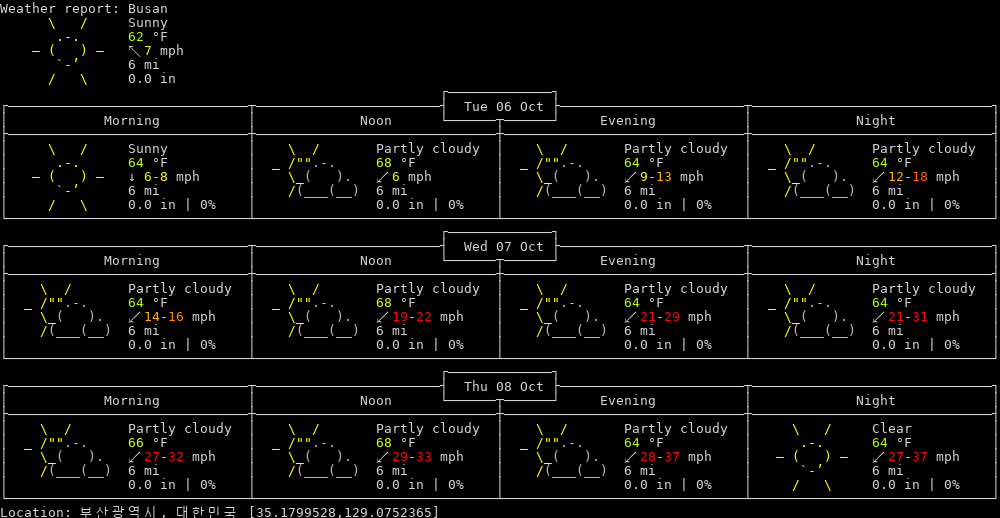 Weather report: Busan
Sunny
62 °F
↖ 7 mph
6 mi
0.0 in
Tue 06 Oct
Morning Noon Evening Night
Sunny Partly cloudy Partly cloudy Partly cloudy
64 °F 68 °F 64 °F 64 °F
↓ 6-8 mph ↙ 6 mph ↙ 9-13 mph ↙ 12-18 mph
6 mi 6 mi 6 mi 6 mi
0.0 in | 0% 0.0 in | 0% 0.0 in | 0% 0.0 in | 0%
Wed 07 Oct
Morning Noon Evening Night
Partly cloudy Partly cloudy Partly cloudy Partly cloudy
64 °F 68 °F 64 °F 64 °F
↙ 14-16 mph ↙ 19-22 mph ↙ 21-29 mph ↙ 21-31 mph
6 mi 6 mi 6 mi 6 mi
0.0 in | 0% 0.0 in | 0% 0.0 in | 0% 0.0 in | 0%
Thu 08 Oct
Morning Noon Evening Night
Partly cloudy Partly cloudy Partly cloudy Clear
66 °F 68 °F 64 °F 64 °F
↙ 27-32 mph ↙ 29-33 mph ↙ 28-37 mph ↙ 27-37 mph
6 mi 6 mi 6 mi 6 mi
0.0 in | 0% 0.0 in | 0% 0.0 in | 0% 0.0 in | 0%
Location: 부산광역시, 대한민국 [35.1799528,129.0752365]